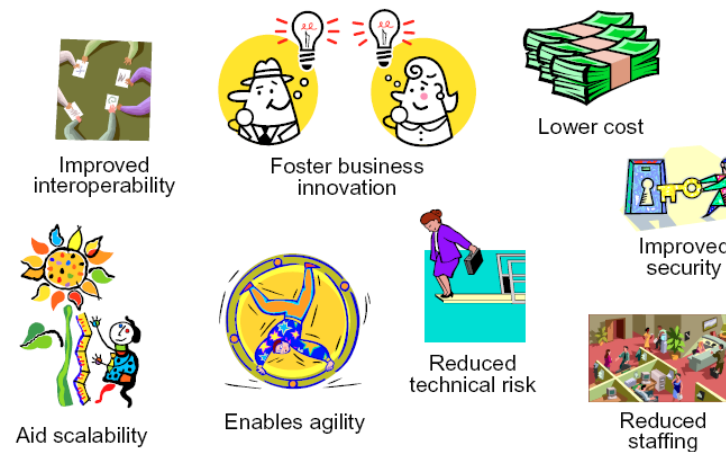 Improved
interoperability
Foster business
innovation
Lower cost
Improved
security
Aid scalability
Enables agility
Reduced
technical risk
Reduced
staffing